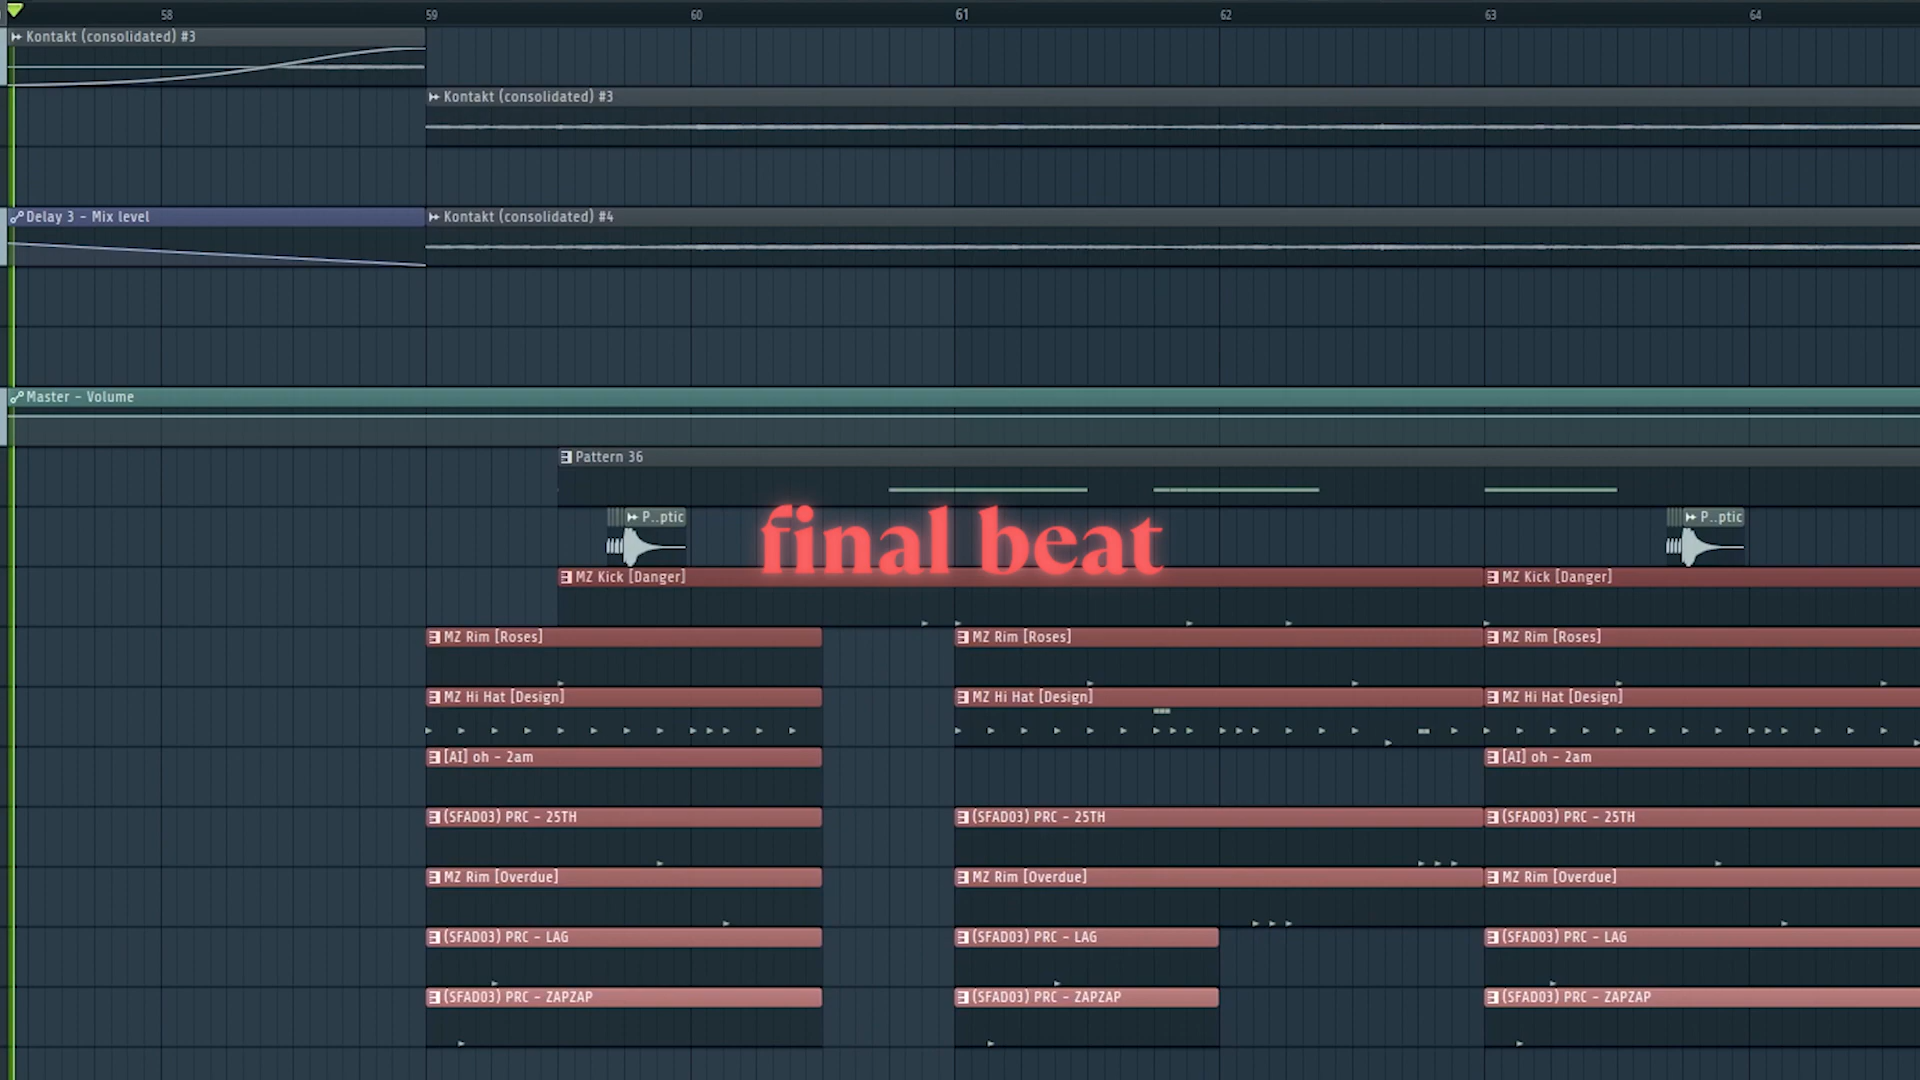 58 59 60 61 62 63 64
Kontakt (consolidated) #3
Kontakt (consolidated) #3
Delay 3 - Mix level Kontakt (consolidated) #4
Master - Volume
Pattern 36
P..ptic P..ptic
final beat
MZ Kick [Danger] MZ Kick [Danger]
MZ Rim [Roses] MZ Rim [Roses] MZ Rim [Roses]
MZ Hi Hat [Design] MZ Hi Hat [Design] MZ Hi Hat [Design]
[AI] oh - 2am [AI] oh - 2am
(SFAD03) PRC - 25TH (SFAD03) PRC - 25TH (SFAD03) PRC - 25TH
MZ Rim [Overdue] MZ Rim [Overdue] MZ Rim [Overdue]
(SFAD03) PRC - LAG (SFAD03) PRC - LAG (SFAD03) PRC - LAG
(SFAD03) PRC - ZAPZAP (SFAD03) PRC - ZAPZAP (SFAD03) PRC - ZAPZAP